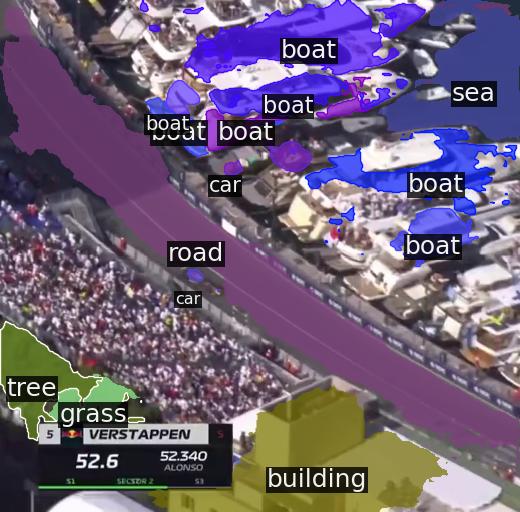 boat
boat
sea
boat
boat
boat
car
boat
boat
road
car
tree
grass
5 VERSTAPPEN 5
52.6 52.340
ALONSO
S1 SECTOR 2 S3
building